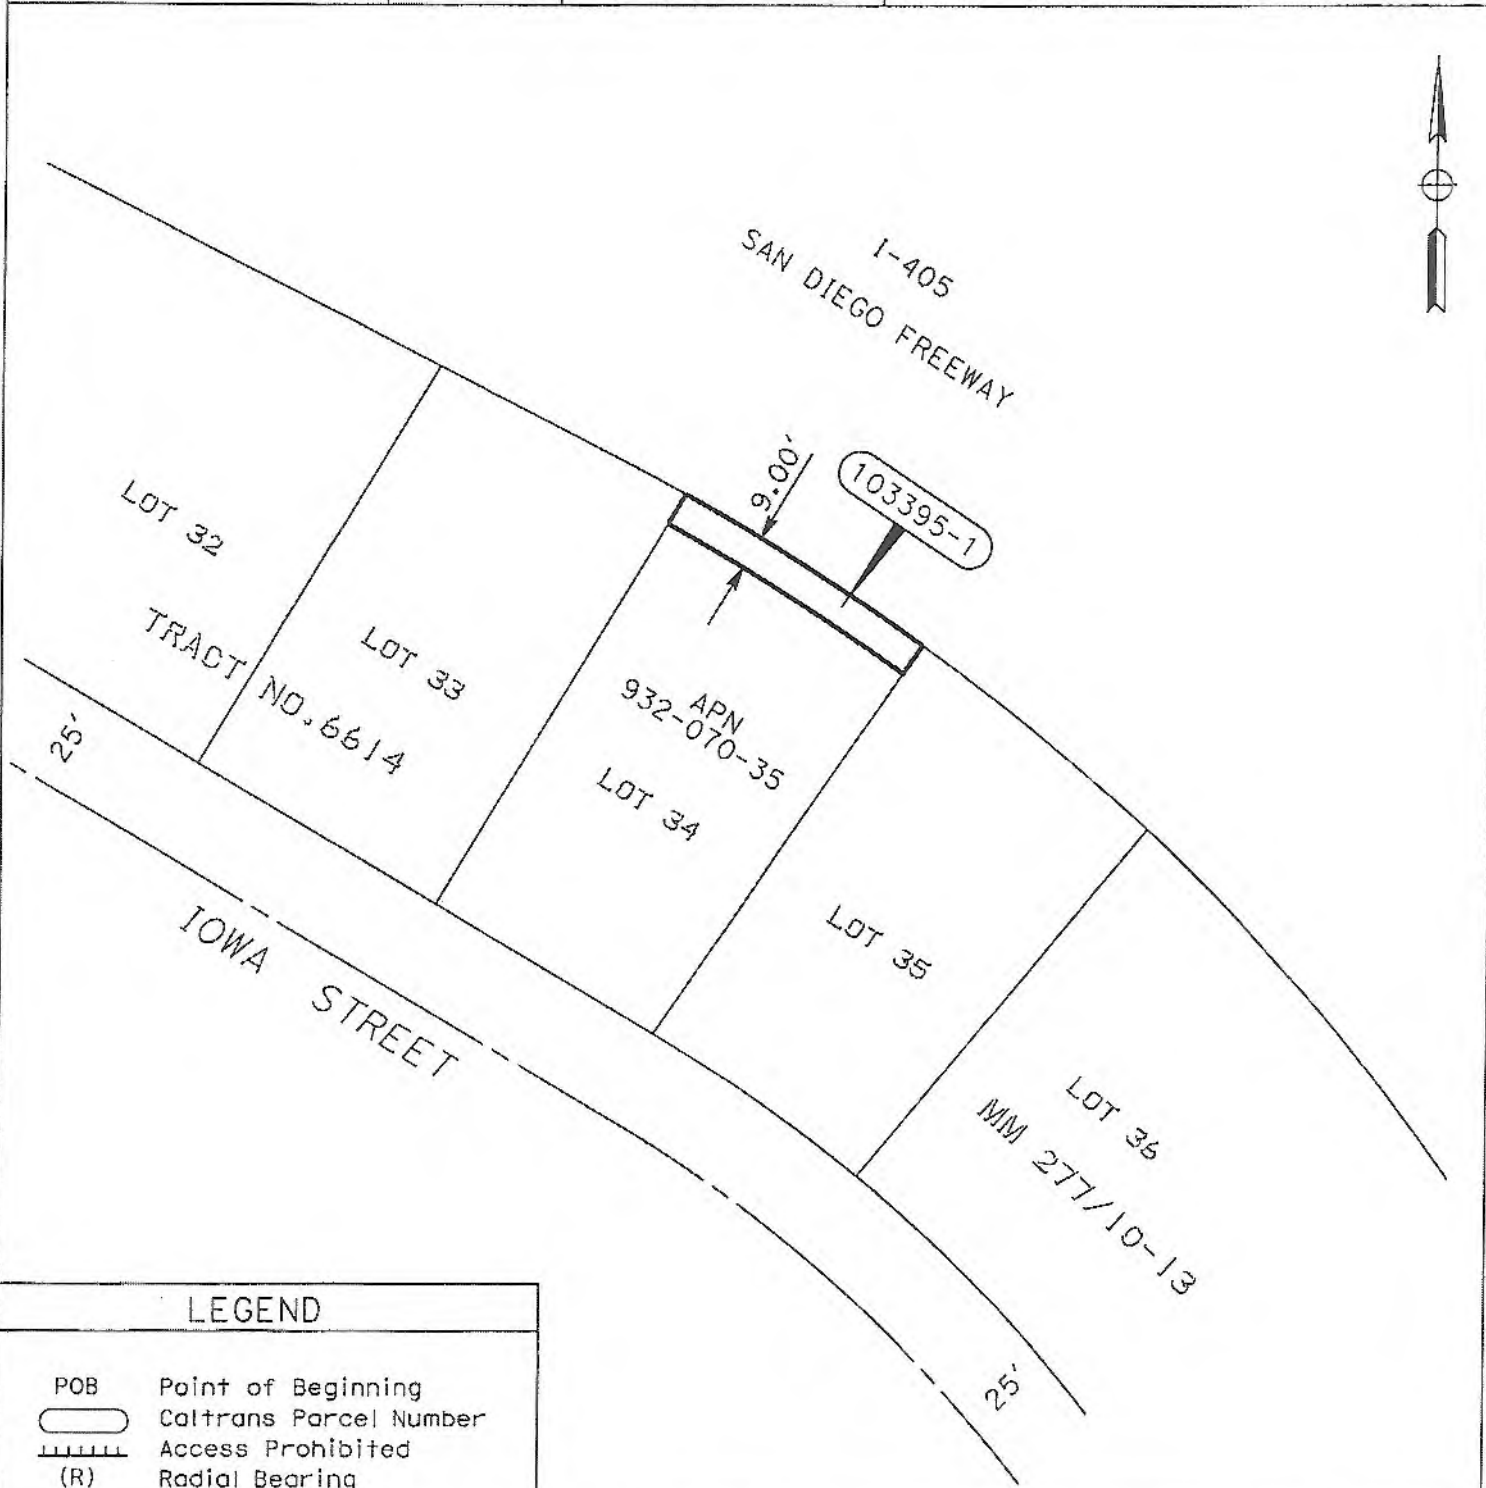 I-405
SAN DIEGO FREEWAY
9.00'
103395-1
LOT 32
TRACT NO. 6614
LOT 33
APN
932-070-35
LOT 34
LOT 35
LOT 36
MM 277/10-13
25'
IOWA STREET
25'
LEGEND
POB Point of Beginning
Caltrans Parcel Number
Access Prohibited
(R) Radial Bearing